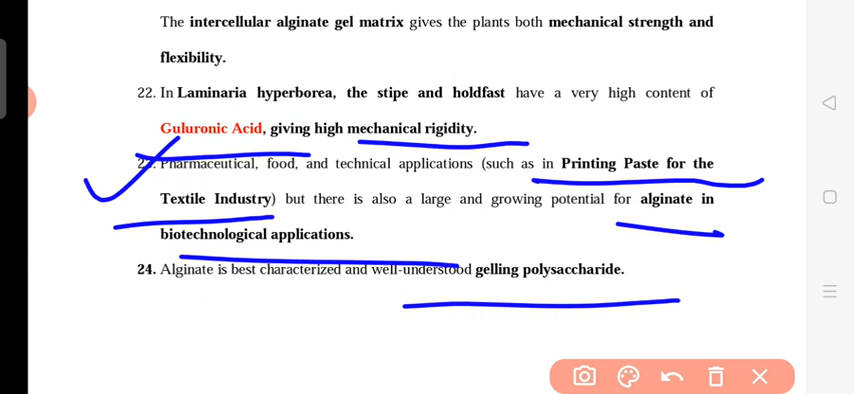 The intercellular alginate gel matrix gives the plants both mechanical strength and
flexibility.
22. In Laminaria hyperborea, the stipe and holdfast have a very high content of
Guluronic Acid, giving high mechanical rigidity.
23. Pharmaceutical, food, and technical applications (such as in Printing Paste for the
Textile Industry) but there is also a large and growing potential for alginate in
biotechnological applications.
24. Alginate is best characterized and well-understood gelling polysaccharide.